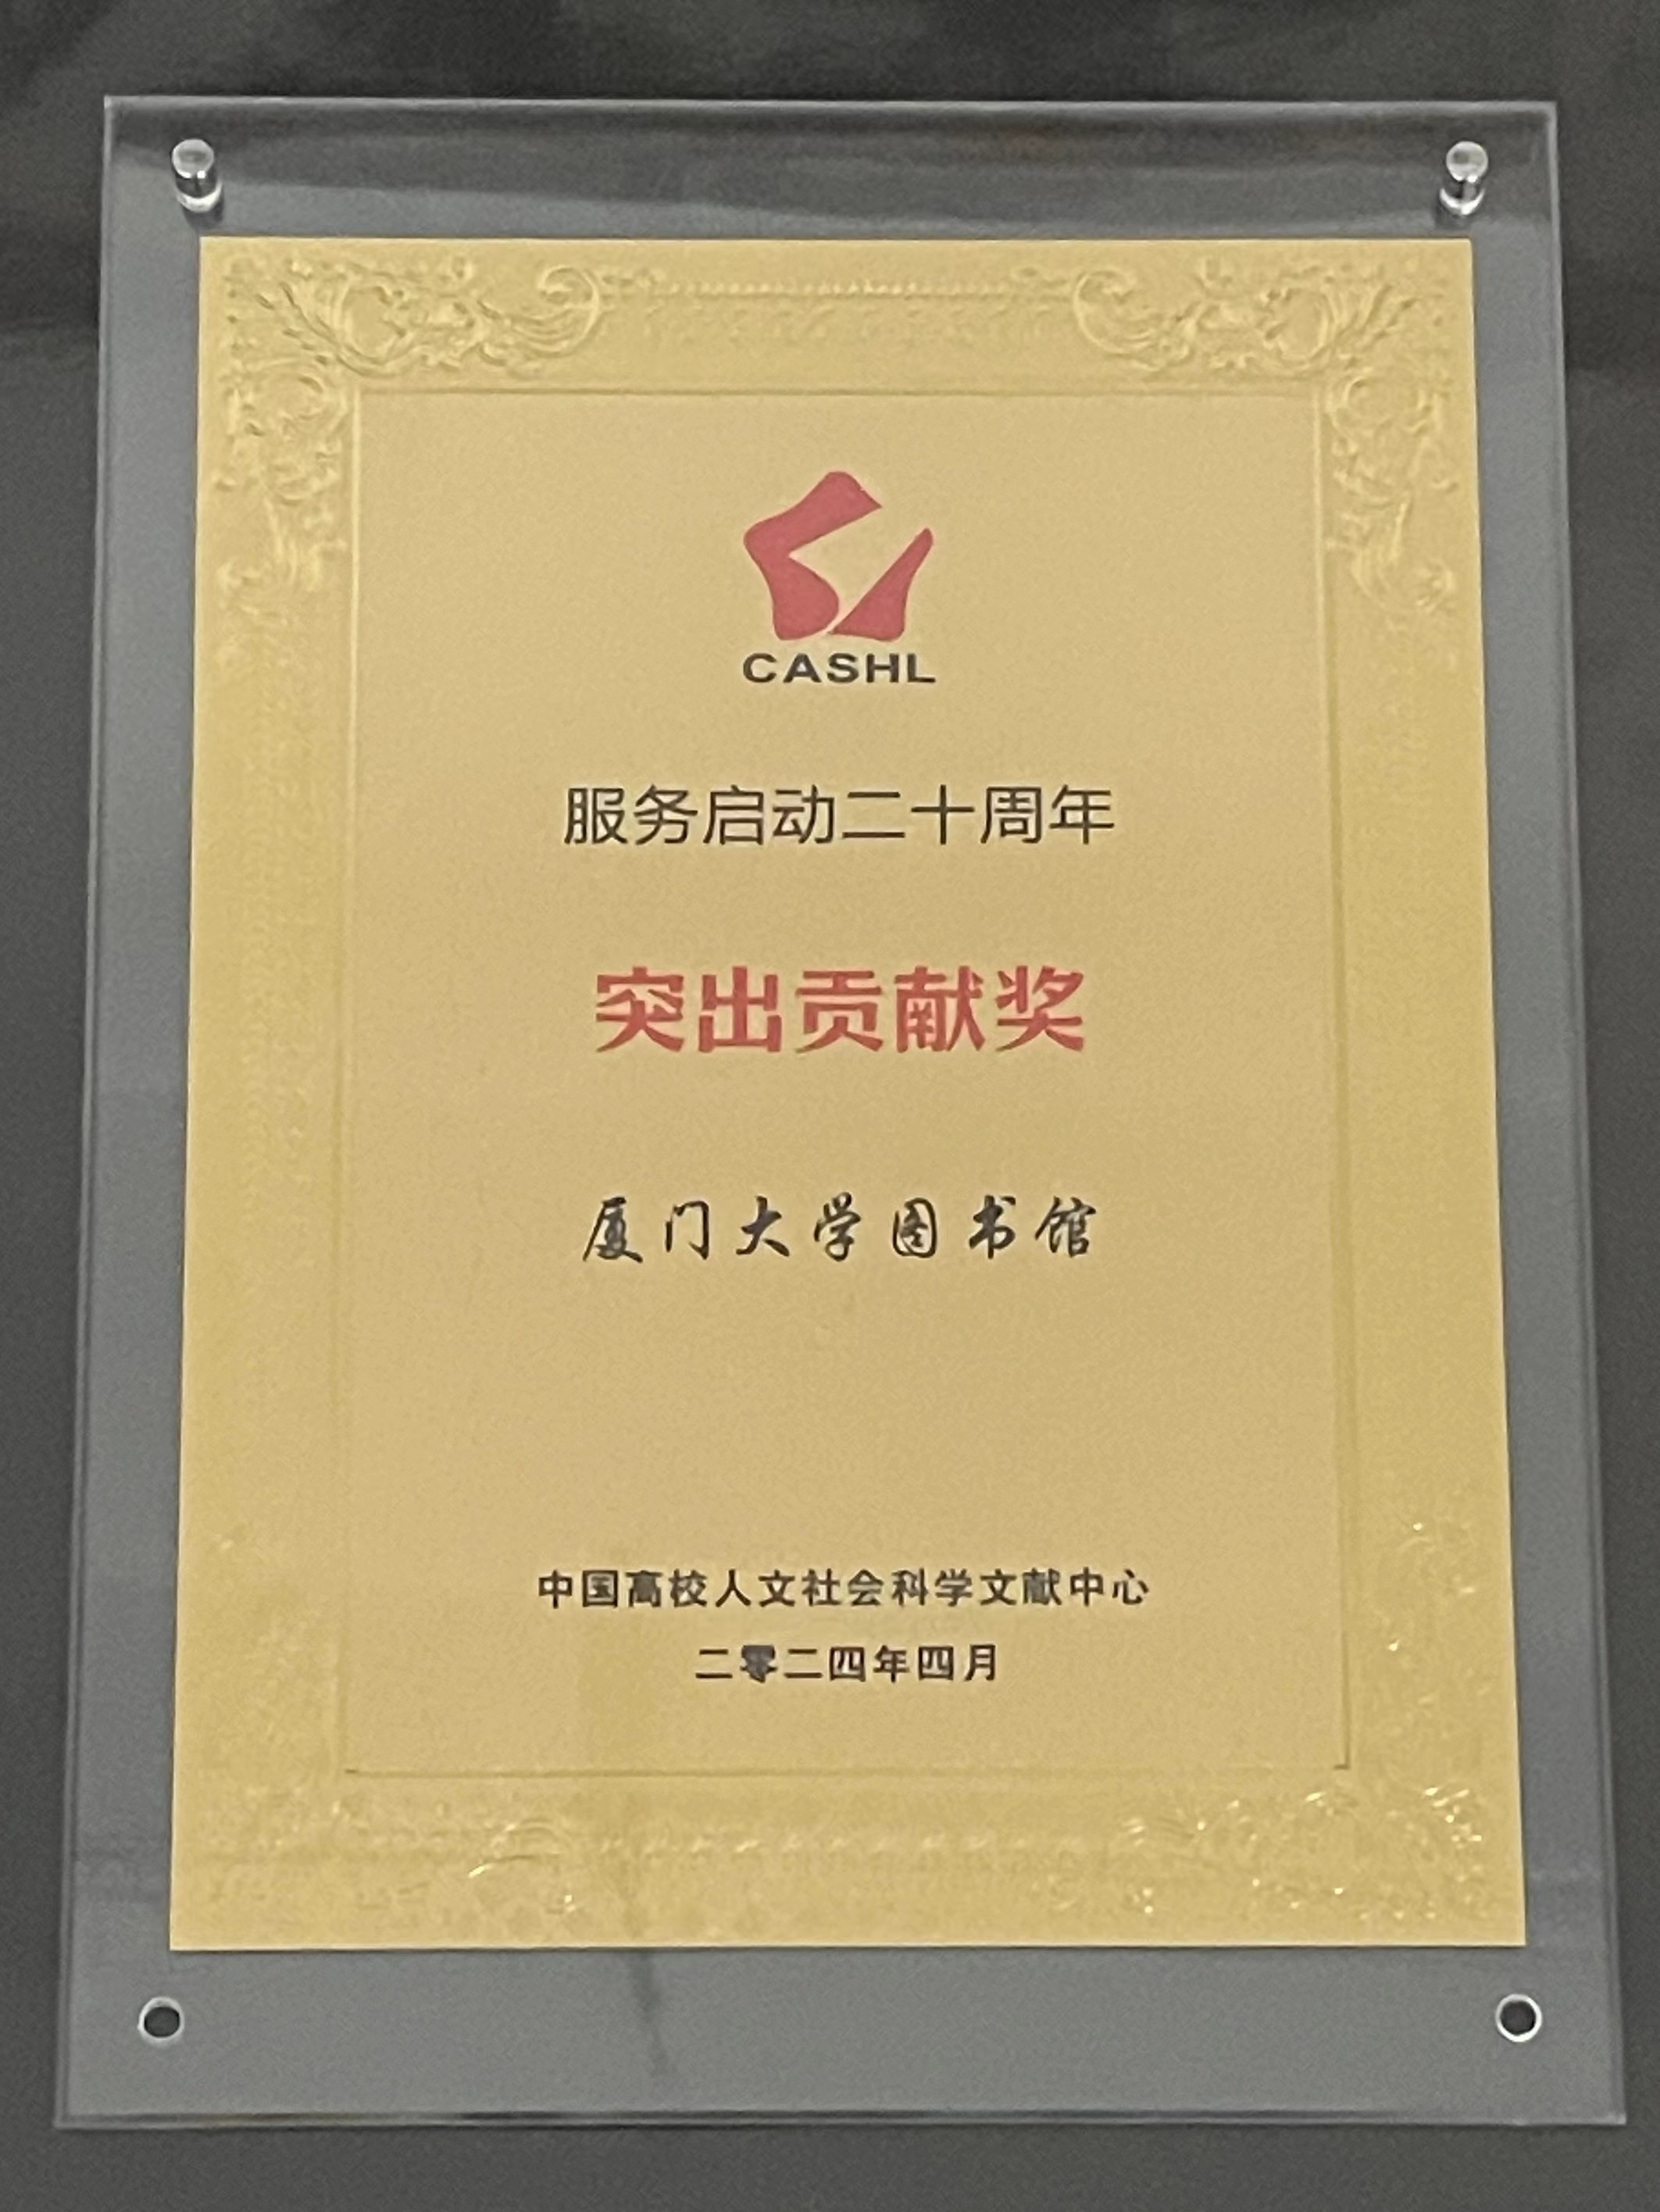 CASHL
服务启动二十周年
突出贡献奖
厦门大学图书馆
中国高校人文社会科学文献中心
二零二四年四月